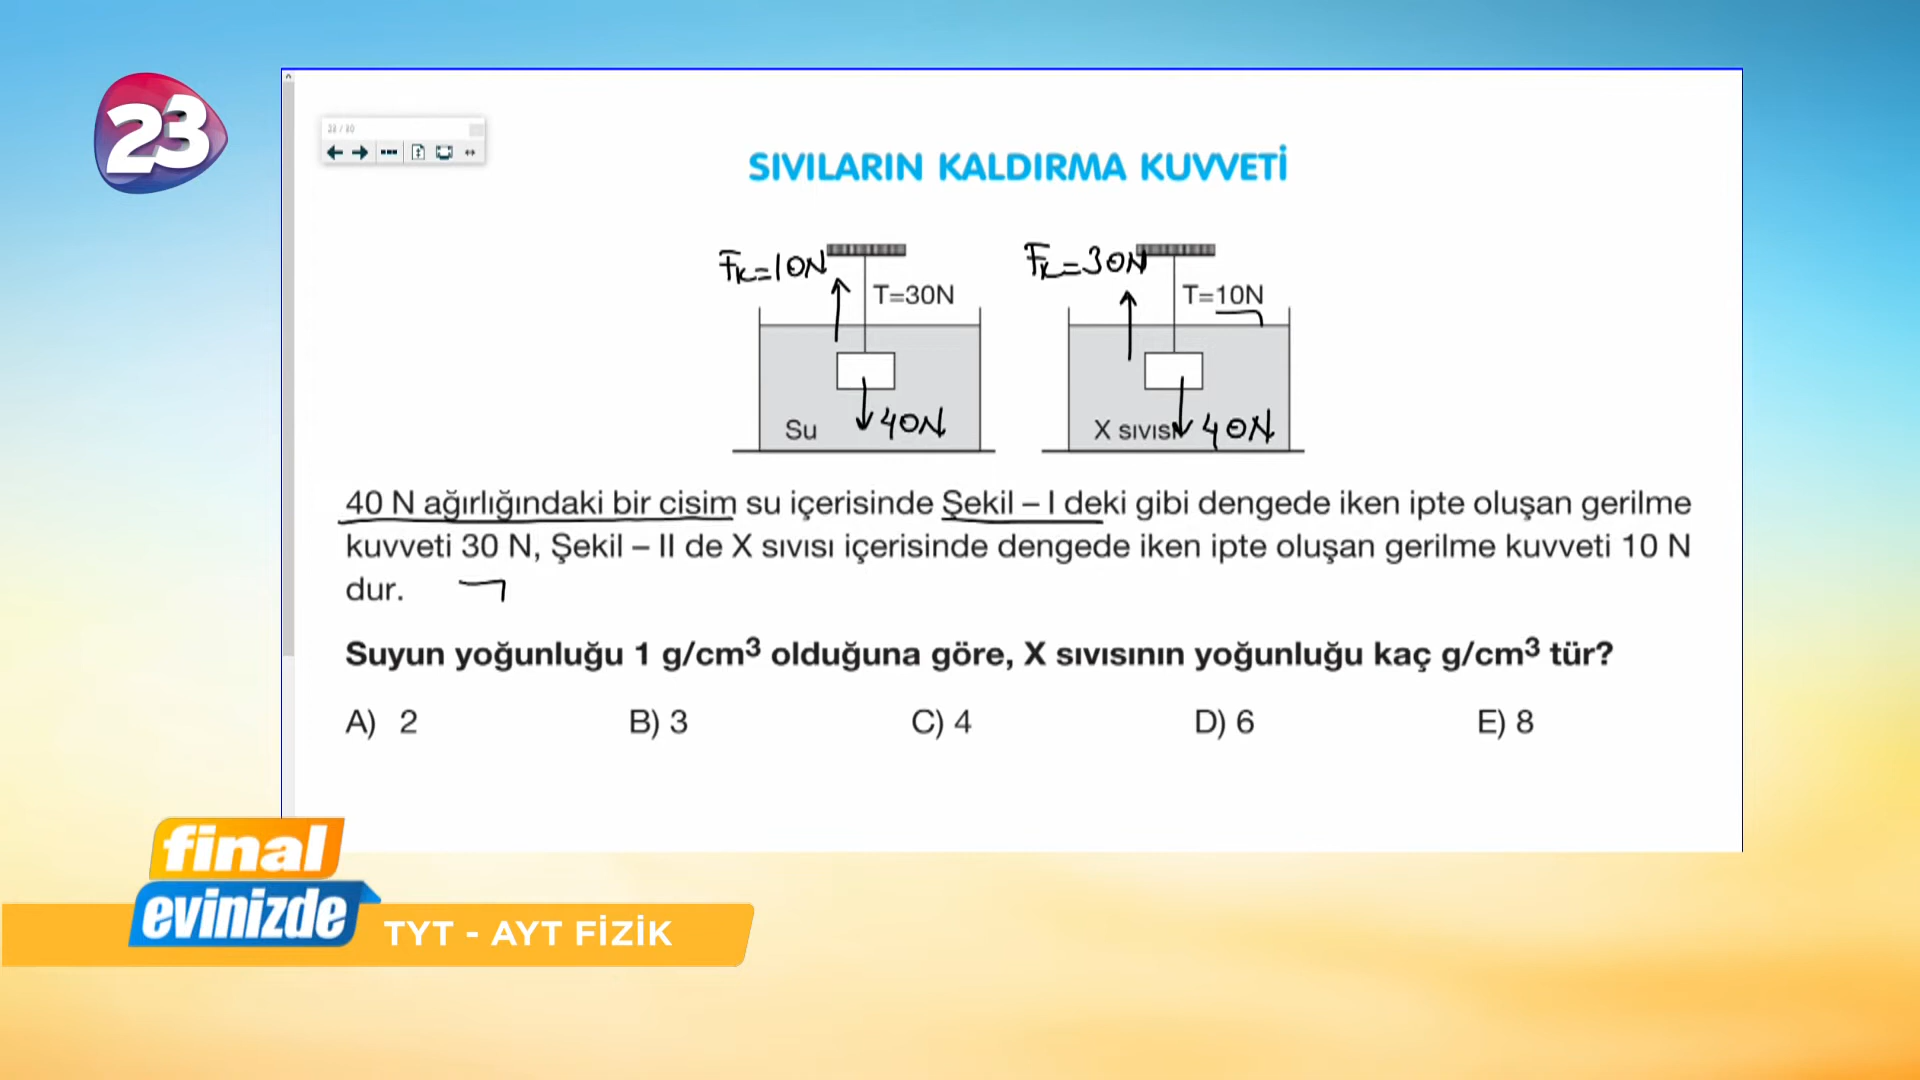 23
23 / 30
SIVILARIN KALDIRMA KUVVETİ
Fk=10N
T=30N
Su
40N
Fk=30N
T=10N
X sıvısı
40N
40 N ağırlığındaki bir cisim su içerisinde Şekil – I deki gibi dengede iken ipte oluşan gerilme
kuvveti 30 N, Şekil – II de X sıvısı içerisinde dengede iken ipte oluşan gerilme kuvveti 10 N
dur.
Suyun yoğunluğu 1 g/cm³ olduğuna göre, X sıvısının yoğunluğu kaç g/cm³ tür?
A) 2 B) 3 C) 4 D) 6 E) 8
final
evinizde
TYT - AYT FİZİK